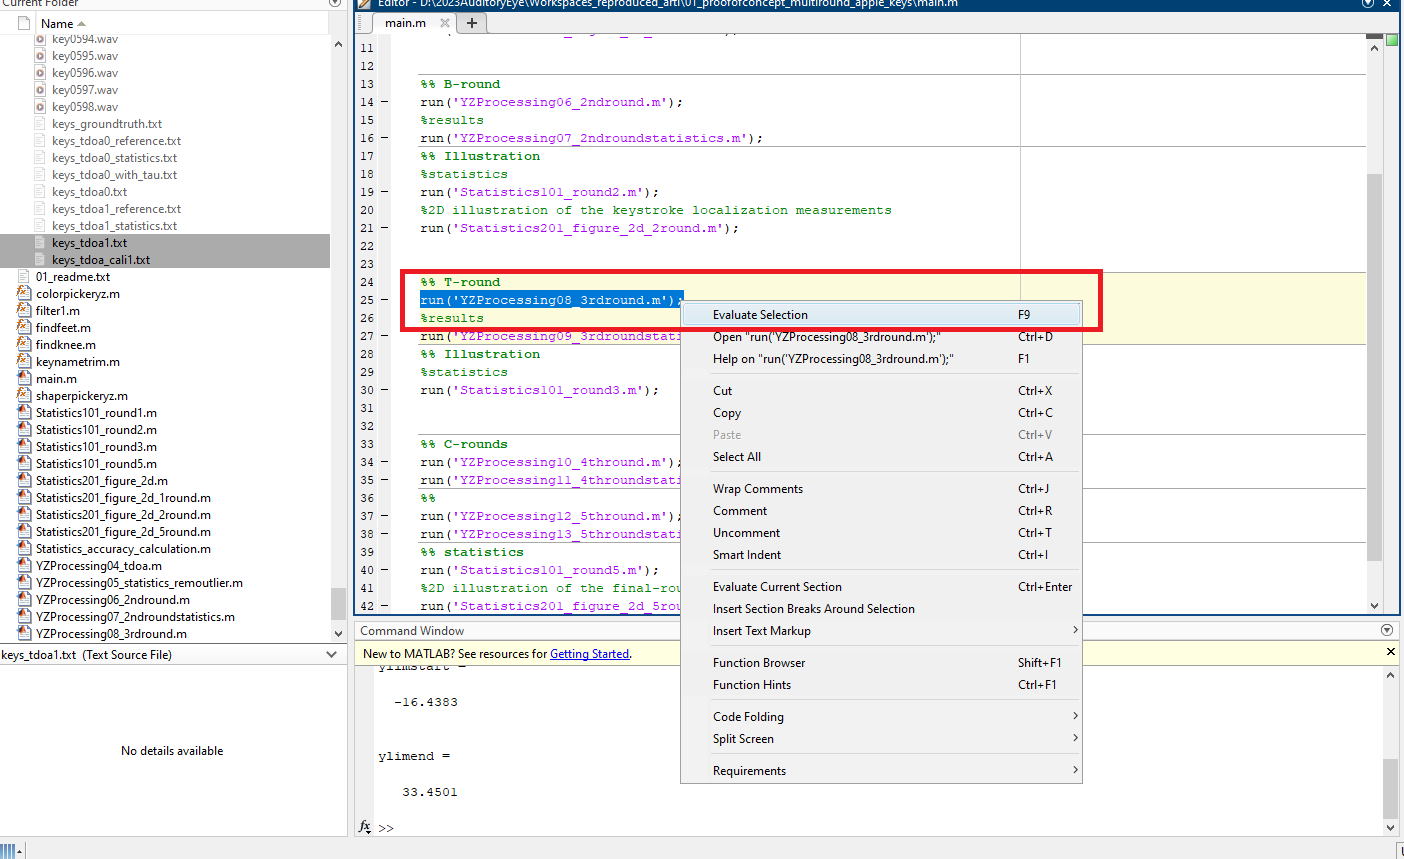 Current Folder
Name
key0594.wav
key0595.wav
key0596.wav
key0597.wav
key0598.wav
keys_groundtruth.txt
keys_tdoa0_reference.txt
keys_tdoa0_statistics.txt
keys_tdoa0_with_tau.txt
keys_tdoa0.txt
keys_tdoa1_reference.txt
keys_tdoa1_statistics.txt
keys_tdoa1.txt
keys_tdoa_cali1.txt
01_readme.txt
colorpickeryz.m
filter1.m
findfeet.m
findknee.m
keynametrim.m
main.m
shaperpickeryz.m
Statistics101_round1.m
Statistics101_round2.m
Statistics101_round3.m
Statistics101_round5.m
Statistics201_figure_2d.m
Statistics201_figure_2d_1round.m
Statistics201_figure_2d_2round.m
Statistics201_figure_2d_5round.m
Statistics_accuracy_calculation.m
YZProcessing04_tdoa.m
YZProcessing05_statistics_remoutlier.m
YZProcessing06_2ndround.m
YZProcessing07_2ndroundstatistics.m
YZProcessing08_3rdround.m
keys_tdoa1.txt (Text Source File)
No details available
Editor - D:\2023AuditoryEye\Workspaces_reproduced_arti\01_proofofconcept_multiround_apple_keys\main.m
main.m
11
12
13 %% B-round
14 – run('YZProcessing06_2ndround.m');
15 %results
16 – run('YZProcessing07_2ndroundstatistics.m');
17 %% Illustration
18 %statistics
19 – run('Statistics101_round2.m');
20 %2D illustration of the keystroke localization measurements
21 – run('Statistics201_figure_2d_2round.m');
22
23
24 %% T-round
25 – run('YZProcessing08_3rdround.m');
26 %results
27 – run('YZProcessing09_3rdroundstatis
28 %% Illustration
29 %statistics
30 – run('Statistics101_round3.m');
31
32
33 %% C-rounds
34 – run('YZProcessing10_4thround.m');
35 – run('YZProcessing11_4throundstati
36 %%
37 – run('YZProcessing12_5thround.m');
38 – run('YZProcessing13_5throundstati
39 %% statistics
40 – run('Statistics101_round5.m');
41 %2D illustration of the final-rou
42 – run('Statistics201_figure_2d_5rou
Evaluate Selection F9
Open "run('YZProcessing08_3rdround.m');" Ctrl+D
Help on "run('YZProcessing08_3rdround.m');" F1
Cut Ctrl+X
Copy Ctrl+C
Paste Ctrl+V
Select All Ctrl+A
Wrap Comments Ctrl+J
Comment Ctrl+R
Uncomment Ctrl+T
Smart Indent Ctrl+I
Evaluate Current Section Ctrl+Enter
Insert Section Breaks Around Selection
Insert Text Markup
Function Browser Shift+F1
Function Hints Ctrl+F1
Code Folding
Split Screen
Requirements
Command Window
New to MATLAB? See resources for Getting Started.
ylimstart =
-16.4383
ylimend =
33.4501
fx >>